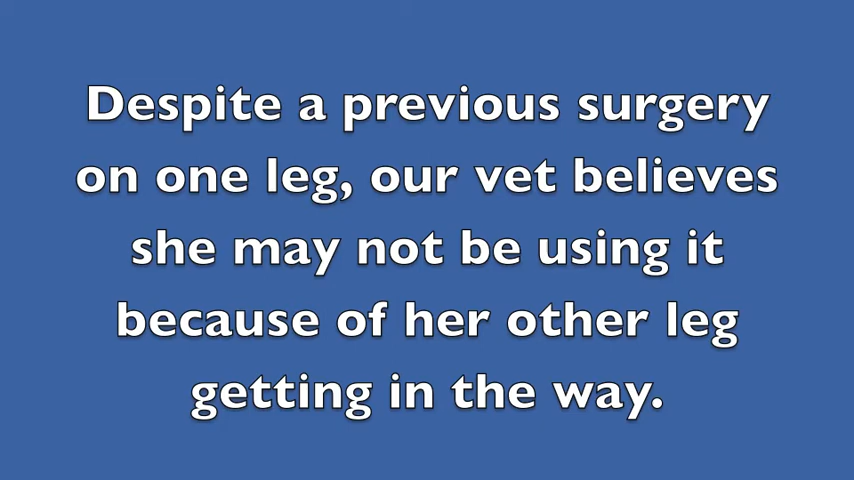 Despite a previous surgery
on one leg, our vet believes
she may not be using it
because of her other leg
getting in the way.